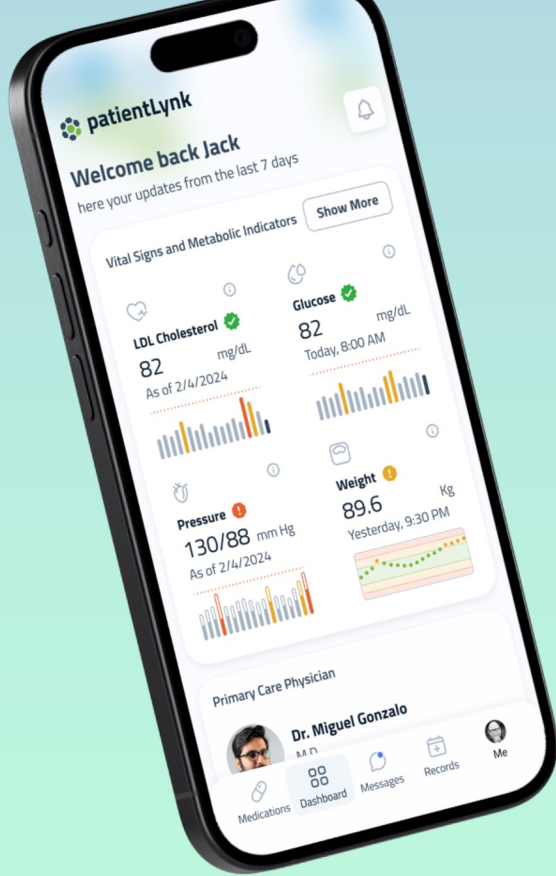 patientLynk
Welcome back Jack
here your updates from the last 7 days
Vital Signs and Metabolic Indicators
Show More
LDL Cholesterol
82 mg/dL
As of 2/4/2024
Glucose
82 mg/dL
Today, 8:00 AM
Pressure
130/88 mm Hg
As of 2/4/2024
Weight
89.6 Kg
Yesterday, 9:30 PM
Primary Care Physician
Dr. Miguel Gonzalo
M.D.
Medications
Dashboard
Messages
Records
Me